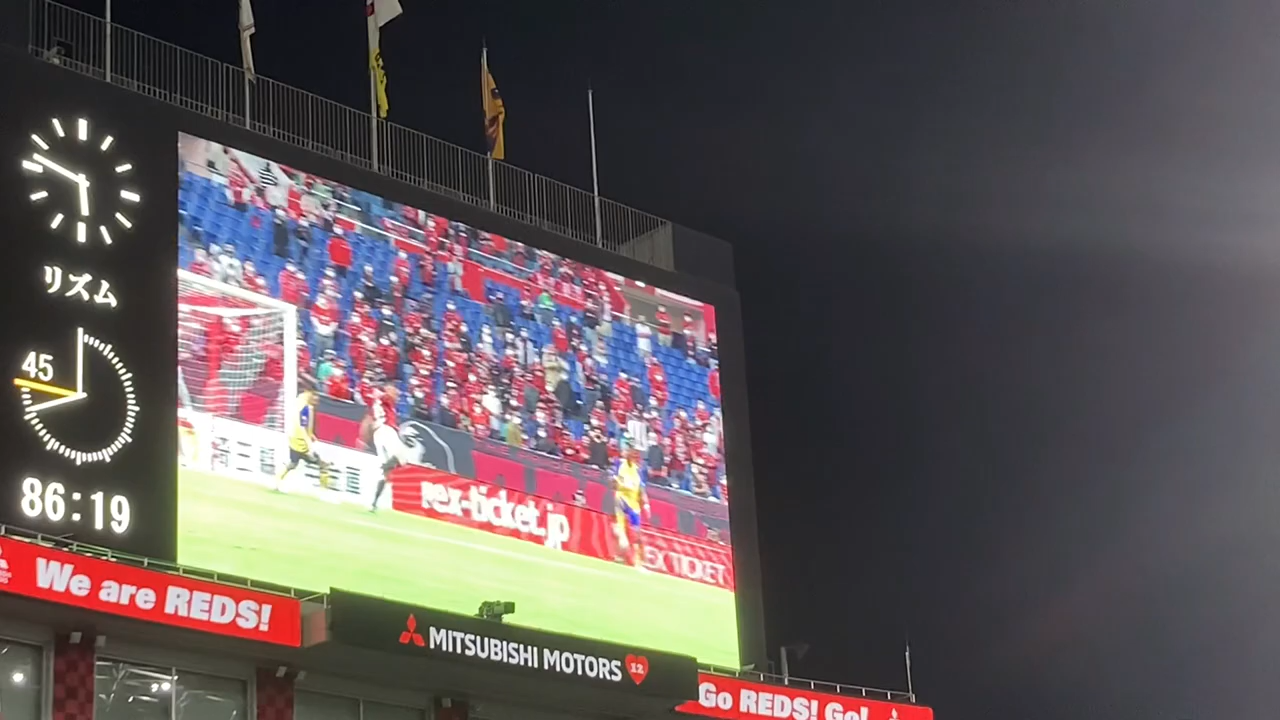 リズム
45
86:19
rex-ticket.jp
EX TICKET
We are REDS!
MITSUBISHI MOTORS
12
Go REDS! Go!